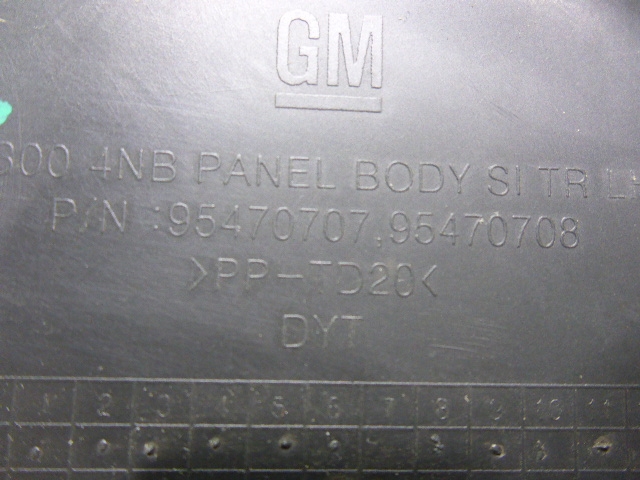 GM
300 4NB PANEL BODY SI TR LH
P/N :95470707,95470708
>PP-TD20<
DYT
1 2 3 4 5 6 7 8 9 10 11